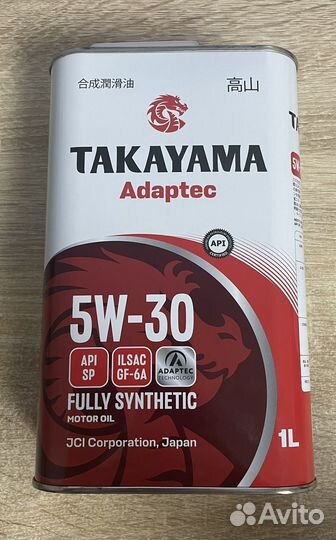 合成潤滑油
高山
TAKAYAMA
Adaptec
API
CERTIFIED
5W-30
API
SP
ILSAC
GF-6A
A
ADAPTEC
TECHNOLOGY
FULLY SYNTHETIC
MOTOR OIL
JCI Corporation, Japan
1L
Avito